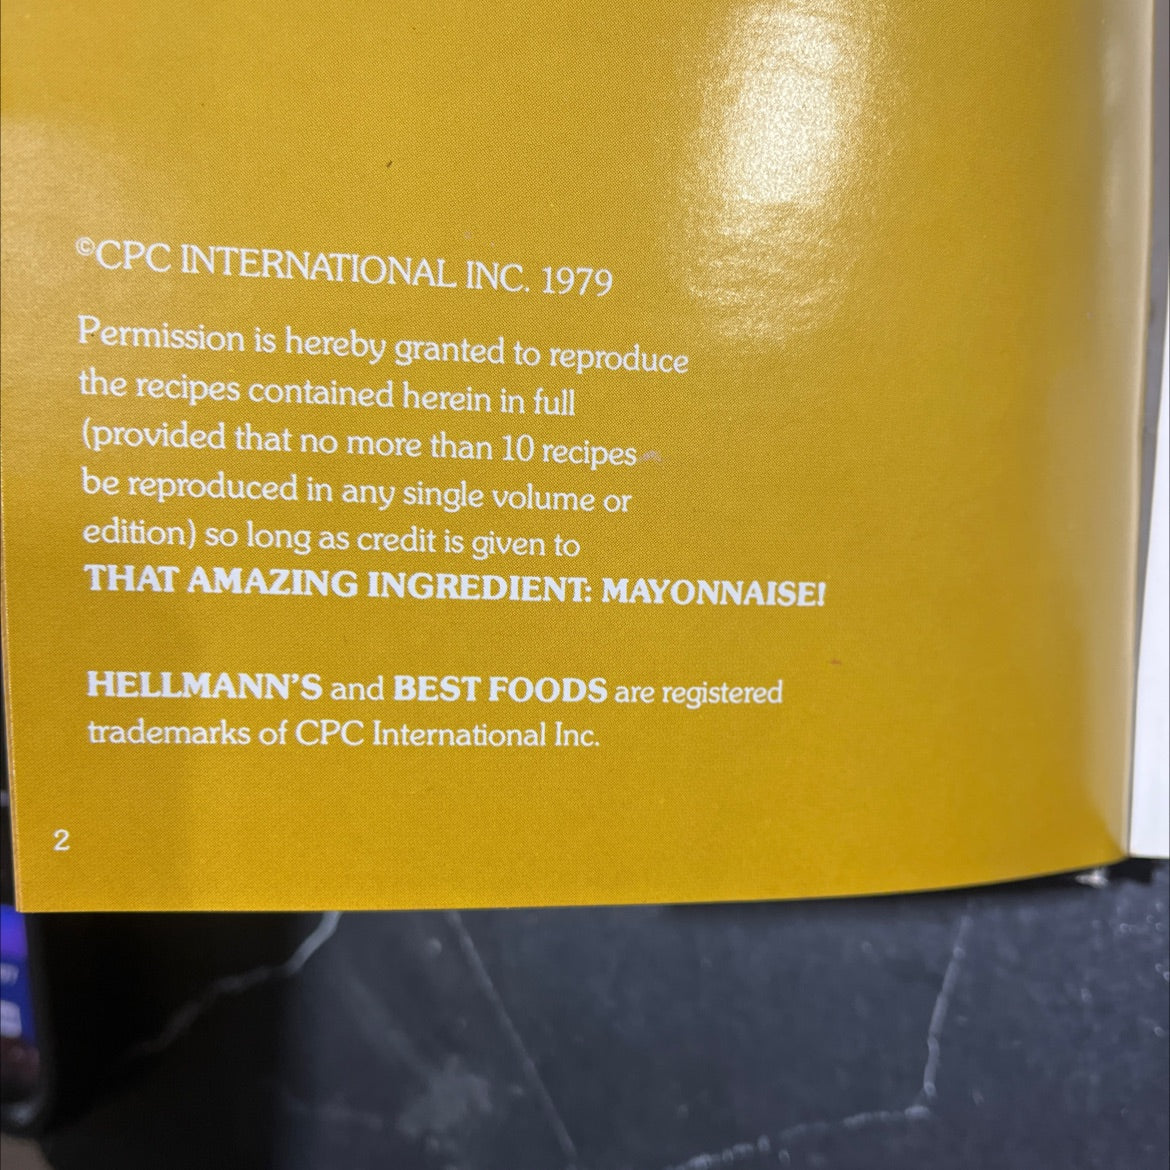 ©CPC INTERNATIONAL INC. 1979
Permission is hereby granted to reproduce
the recipes contained herein in full
(provided that no more than 10 recipes
be reproduced in any single volume or
edition) so long as credit is given to
THAT AMAZING INGREDIENT: MAYONNAISE!
HELLMANN'S and BEST FOODS are registered
trademarks of CPC International Inc.
2